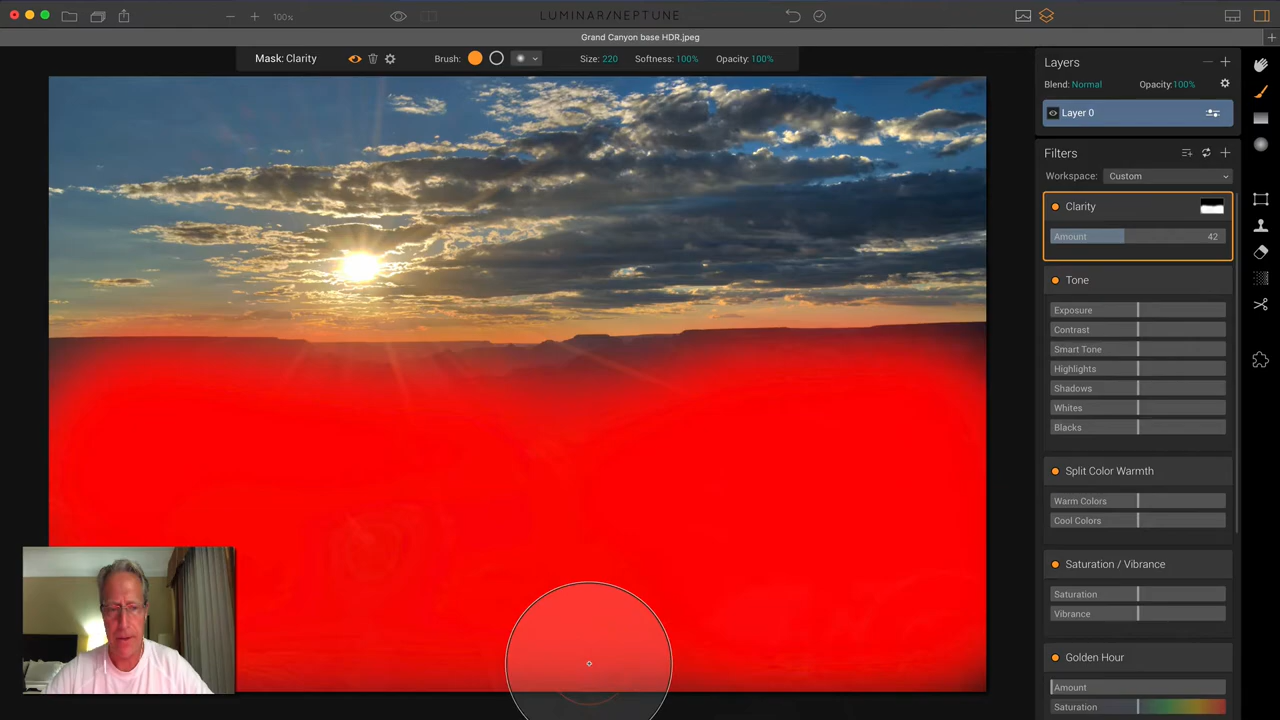 100%
LUMINAR/NEPTUNE
Grand Canyon base HDR.jpeg
Mask: Clarity
Brush:
Size: 220
Softness: 100%
Opacity: 100%
Layers
Blend: Normal
Opacity: 100%
Layer 0
Filters
Workspace: Custom
Clarity
Amount 42
Tone
Exposure
Contrast
Smart Tone
Highlights
Shadows
Whites
Blacks
Split Color Warmth
Warm Colors
Cool Colors
Saturation / Vibrance
Saturation
Vibrance
Golden Hour
Amount
Saturation